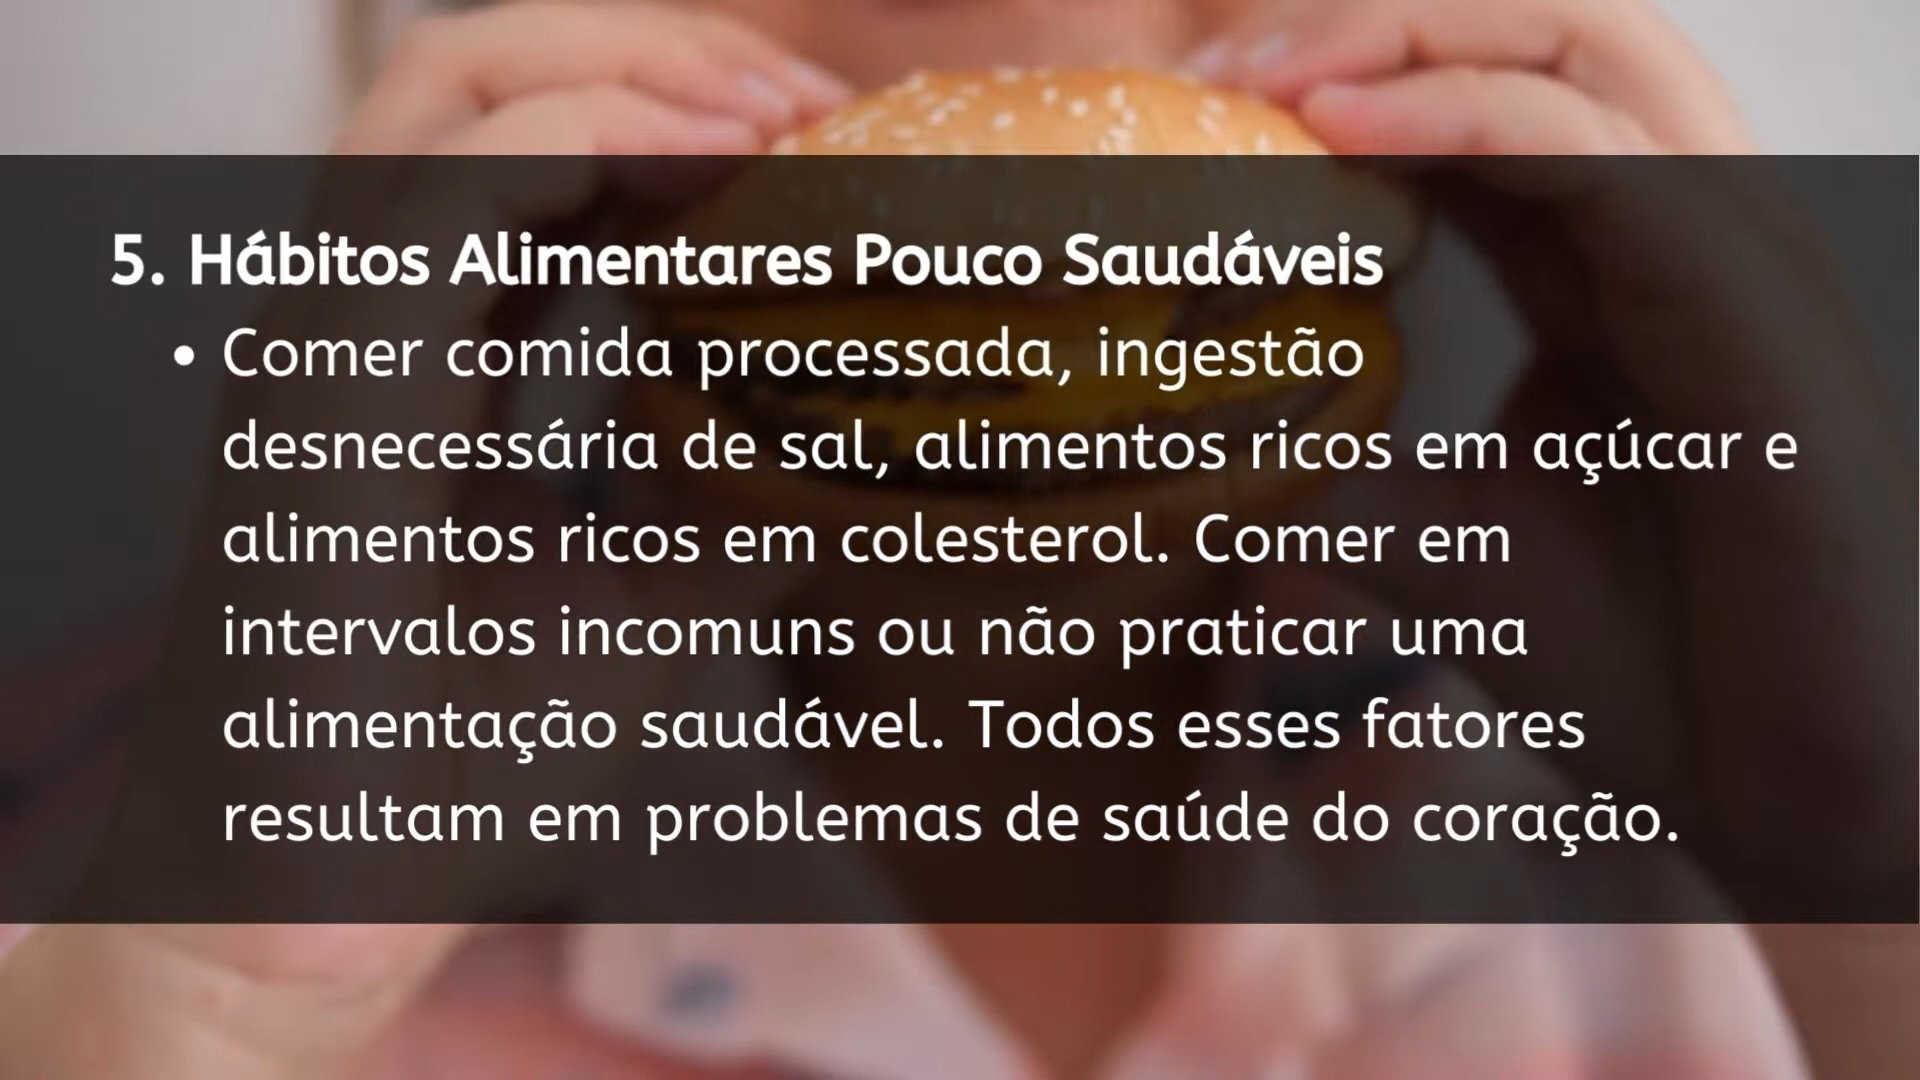 5. Hábitos Alimentares Pouco Saudáveis
• Comer comida processada, ingestão
desnecessária de sal, alimentos ricos em açúcar e
alimentos ricos em colesterol. Comer em
intervalos incomuns ou não praticar uma
alimentação saudável. Todos esses fatores
resultam em problemas de saúde do coração.